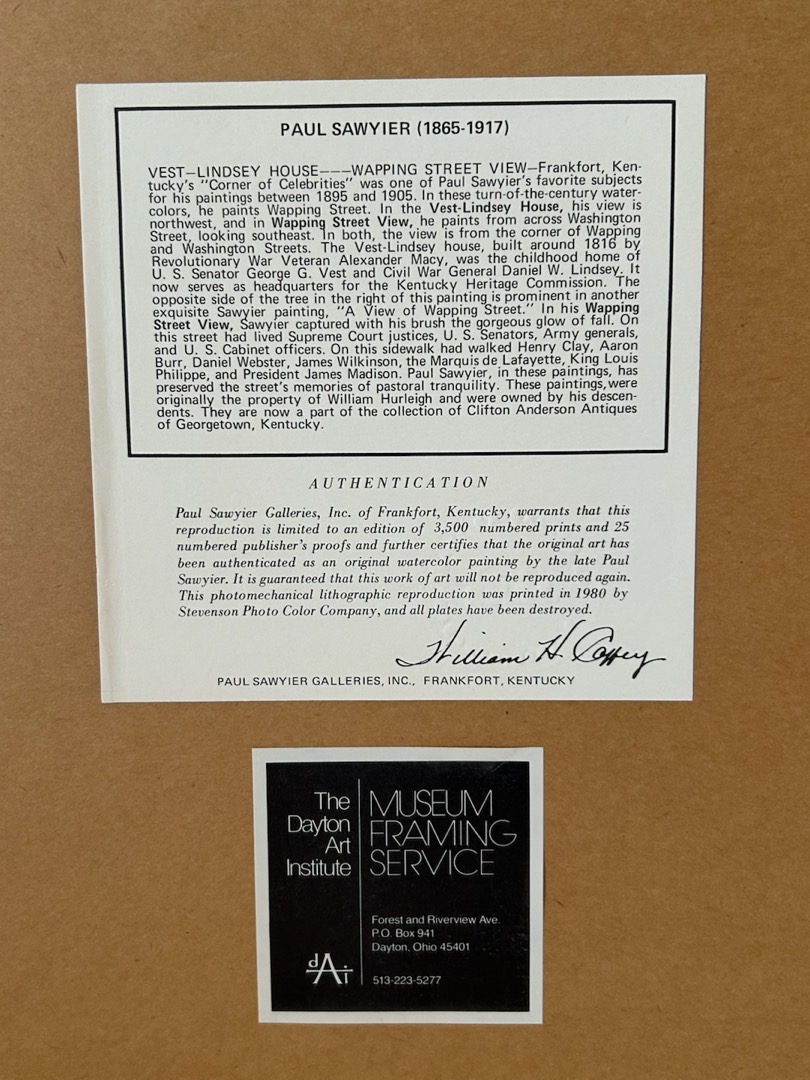 PAUL SAWYIER (1865-1917)
VEST—LINDSEY HOUSE———WAPPING STREET VIEW—Frankfort, Ken-
tucky's "Corner of Celebrities" was one of Paul Sawyier's favorite subjects
for his paintings between 1895 and 1905. In these turn-of-the-century water-
colors, he paints Wapping Street. In the Vest-Lindsey House, his view is
northwest, and in Wapping Street View, he paints from across Washington
Street, looking southeast. In both, the view is from the corner of Wapping
and Washington Streets. The Vest-Lindsey house, built around 1816 by
Revolutionary War Veteran Alexander Macy, was the childhood home of
U. S. Senator George G. Vest and Civil War General Daniel W. Lindsey. It
now serves as headquarters for the Kentucky Heritage Commission. The
opposite side of the tree in the right of this painting is prominent in another
exquisite Sawyier painting, "A View of Wapping Street." In his Wapping
Street View, Sawyier captured with his brush the gorgeous glow of fall. On
this street had lived Supreme Court justices, U. S. Senators, Army generals,
and U. S. Cabinet officers. On this sidewalk had walked Henry Clay, Aaron
Burr, Daniel Webster, James Wilkinson, the Marquis de Lafayette, King Louis
Philippe, and President James Madison. Paul Sawyier, in these paintings, has
preserved the street's memories of pastoral tranquility. These paintings,were
originally the property of William Hurleigh and were owned by his descen-
dents. They are now a part of the collection of Clifton Anderson Antiques
of Georgetown, Kentucky.
AUTHENTICATION
Paul Sawyier Galleries, Inc. of Frankfort, Kentucky, warrants that this
reproduction is limited to an edition of 3,500 numbered prints and 25
numbered publisher's proofs and further certifies that the original art has
been authenticated as an original watercolor painting by the late Paul
Sawyier. It is guaranteed that this work of art will not be reproduced again.
This photomechanical lithographic reproduction was printed in 1980 by
Stevenson Photo Color Company, and all plates have been destroyed.
William H. Coffey
PAUL SAWYIER GALLERIES, INC., FRANKFORT, KENTUCKY
The
Dayton
Art
Institute
MUSEUM
FRAMING
SERVICE
Forest and Riverview Ave.
P.O. Box 941
Dayton, Ohio 45401
513-223-5277
dAi